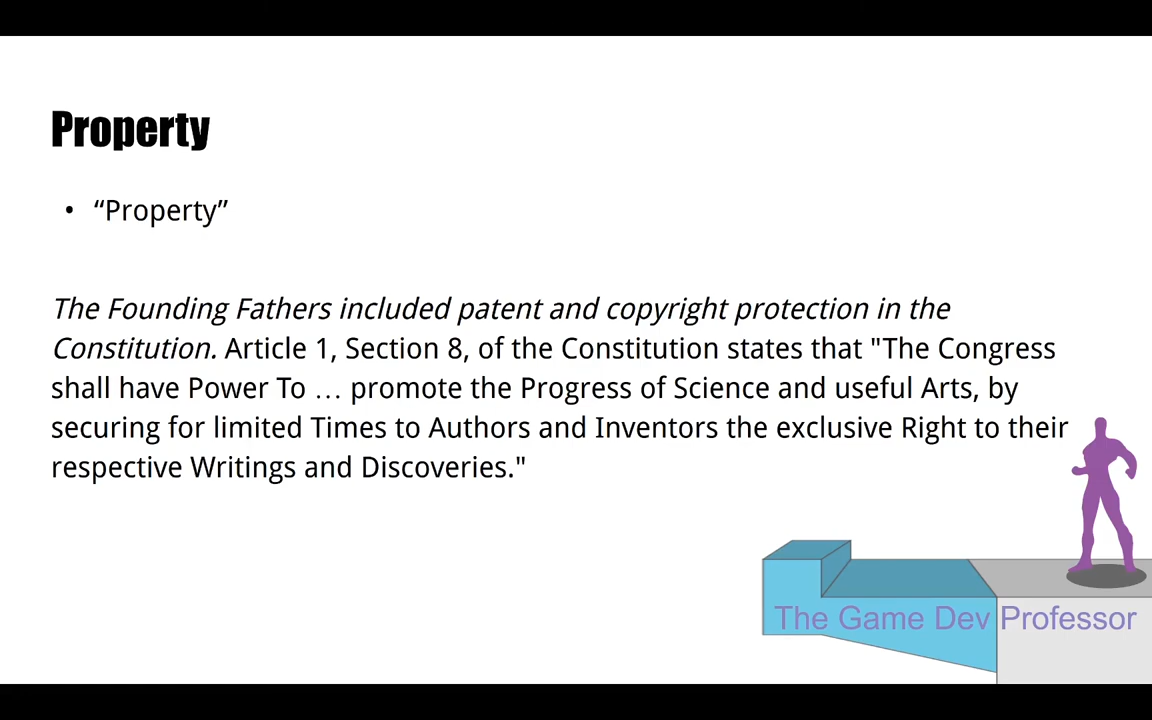 Property
• “Property”
The Founding Fathers included patent and copyright protection in the
Constitution. Article 1, Section 8, of the Constitution states that "The Congress
shall have Power To … promote the Progress of Science and useful Arts, by
securing for limited Times to Authors and Inventors the exclusive Right to their
respective Writings and Discoveries."
The Game Dev Professor